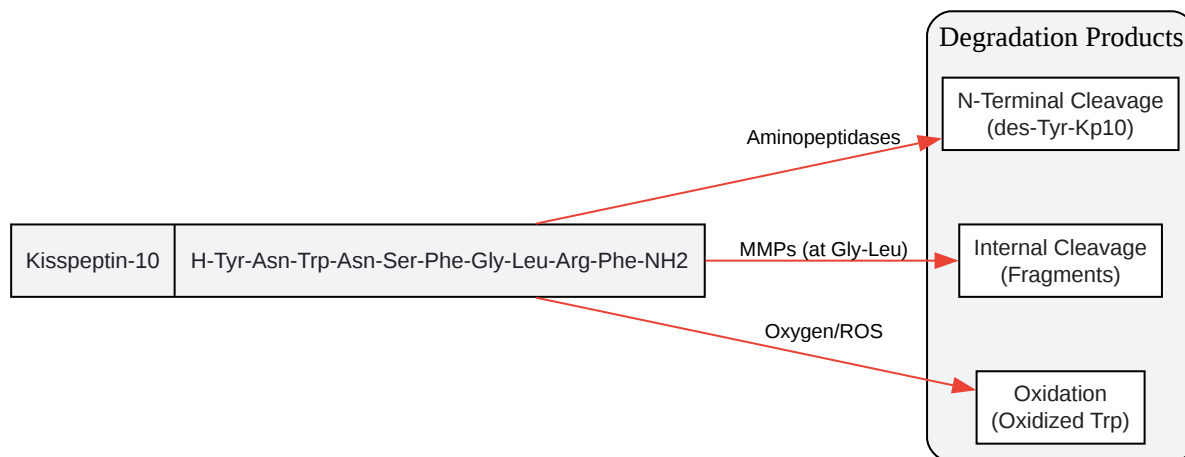 Degradation Products
N-Terminal Cleavage
(des-Tyr-Kp10)
Aminopeptidases
Kisspeptin-10
H-Tyr-Asn-Trp-Asn-Ser-Phe-Gly-Leu-Arg-Phe-NH2
MMPs (at Gly-Leu)
Internal Cleavage
(Fragments)
Oxygen/ROS
Oxidation
(Oxidized Trp)